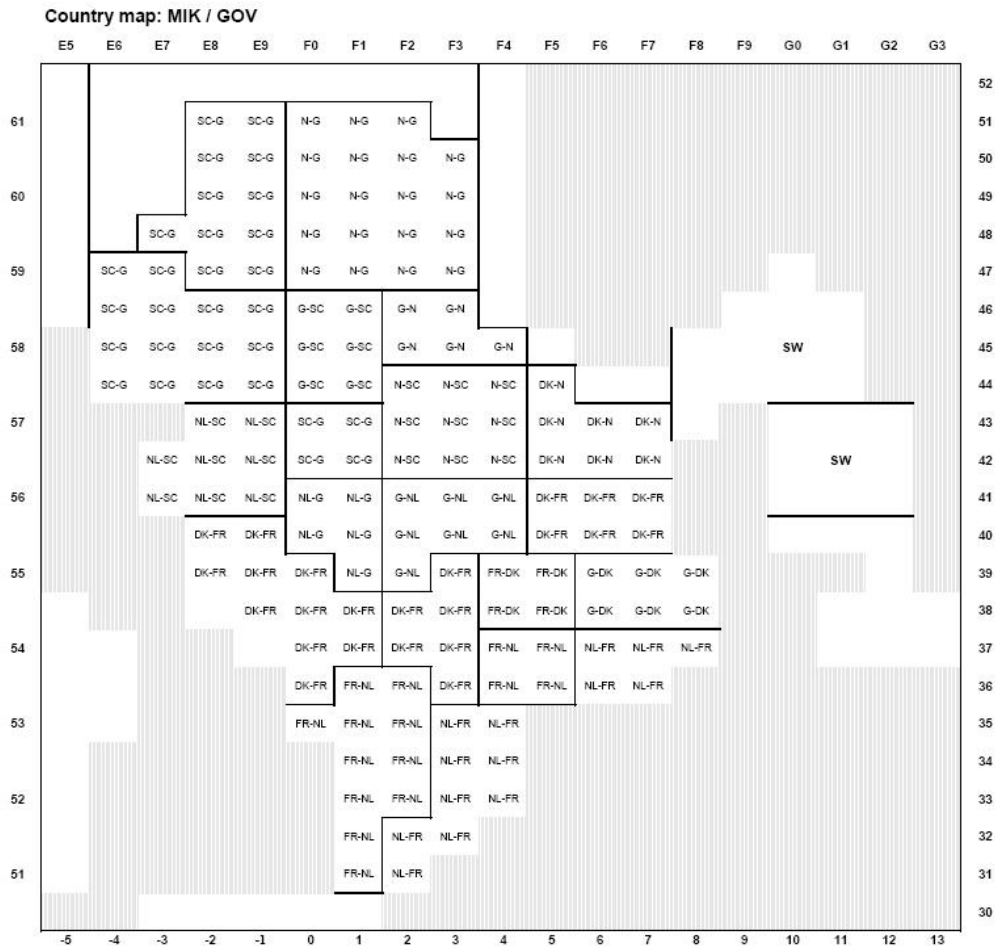 Country map: MIK / GOV
E5 E6 E7 E8 E9 F0 F1 F2 F3 F4 F5 F6 F7 F8 F9 G0 G1 G2 G3
52
61 SC-G SC-G N-G N-G N-G 51
SC-G SC-G N-G N-G N-G N-G 50
60 SC-G SC-G N-G N-G N-G N-G 49
SC-G SC-G SC-G N-G N-G N-G N-G 48
59 SC-G SC-G SC-G SC-G N-G N-G N-G N-G 47
SC-G SC-G SC-G SC-G G-SC G-SC G-N G-N 46
58 SC-G SC-G SC-G SC-G G-SC G-SC G-N G-N G-N SW 45
SC-G SC-G SC-G SC-G G-SC G-SC N-SC N-SC N-SC DK-N 44
57 NL-SC NL-SC SC-G SC-G N-SC N-SC N-SC DK-N DK-N DK-N 43
NL-SC NL-SC NL-SC SC-G SC-G N-SC N-SC N-SC DK-N DK-N DK-N SW 42
56 NL-SC NL-SC NL-SC NL-G NL-G G-NL G-NL G-NL DK-FR DK-FR DK-FR 41
DK-FR DK-FR NL-G NL-G G-NL G-NL G-NL DK-FR DK-FR DK-FR 40
55 DK-FR DK-FR DK-FR NL-G G-NL DK-FR FR-DK FR-DK G-DK G-DK G-DK 39
DK-FR DK-FR DK-FR DK-FR DK-FR FR-DK FR-DK G-DK G-DK G-DK 38
54 DK-FR DK-FR DK-FR DK-FR FR-NL FR-NL NL-FR NL-FR NL-FR 37
DK-FR FR-NL FR-NL DK-FR FR-NL FR-NL NL-FR NL-FR 36
53 FR-NL FR-NL FR-NL NL-FR NL-FR 35
FR-NL FR-NL NL-FR NL-FR 34
52 FR-NL FR-NL NL-FR NL-FR 33
FR-NL NL-FR NL-FR 32
51 FR-NL NL-FR 31
30
-5 -4 -3 -2 -1 0 1 2 3 4 5 6 7 8 9 10 11 12 13